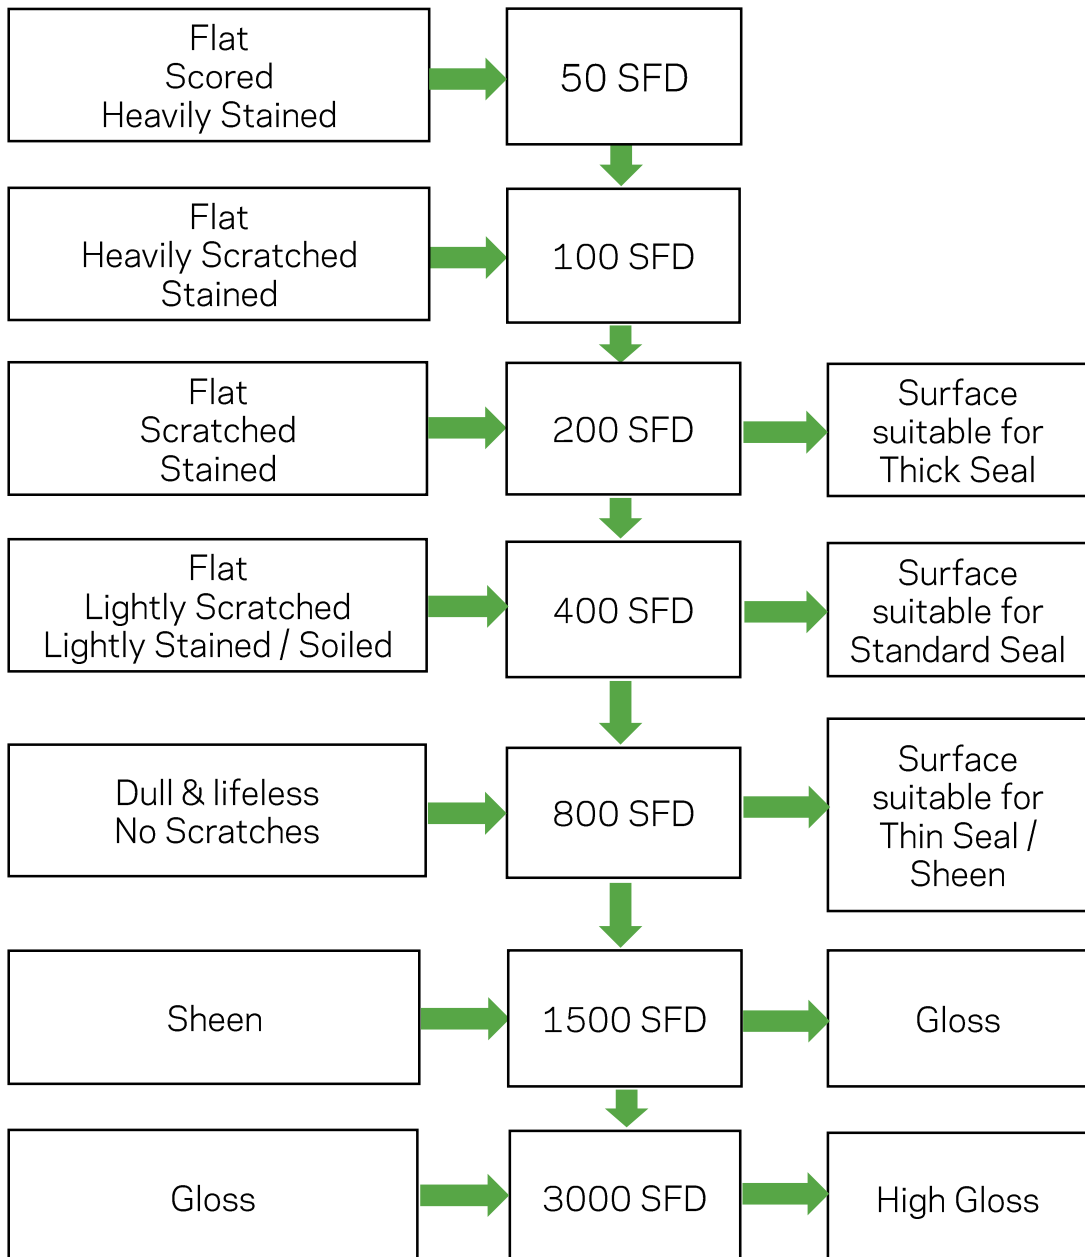 Flat
Scored
Heavily Stained
50 SFD
Flat
Heavily Scratched
Stained
100 SFD
Flat
Scratched
Stained
200 SFD
Surface
suitable for
Thick Seal
Flat
Lightly Scratched
Lightly Stained / Soiled
400 SFD
Surface
suitable for
Standard Seal
Dull & lifeless
No Scratches
800 SFD
Surface
suitable for
Thin Seal /
Sheen
Sheen
1500 SFD
Gloss
Gloss
3000 SFD
High Gloss